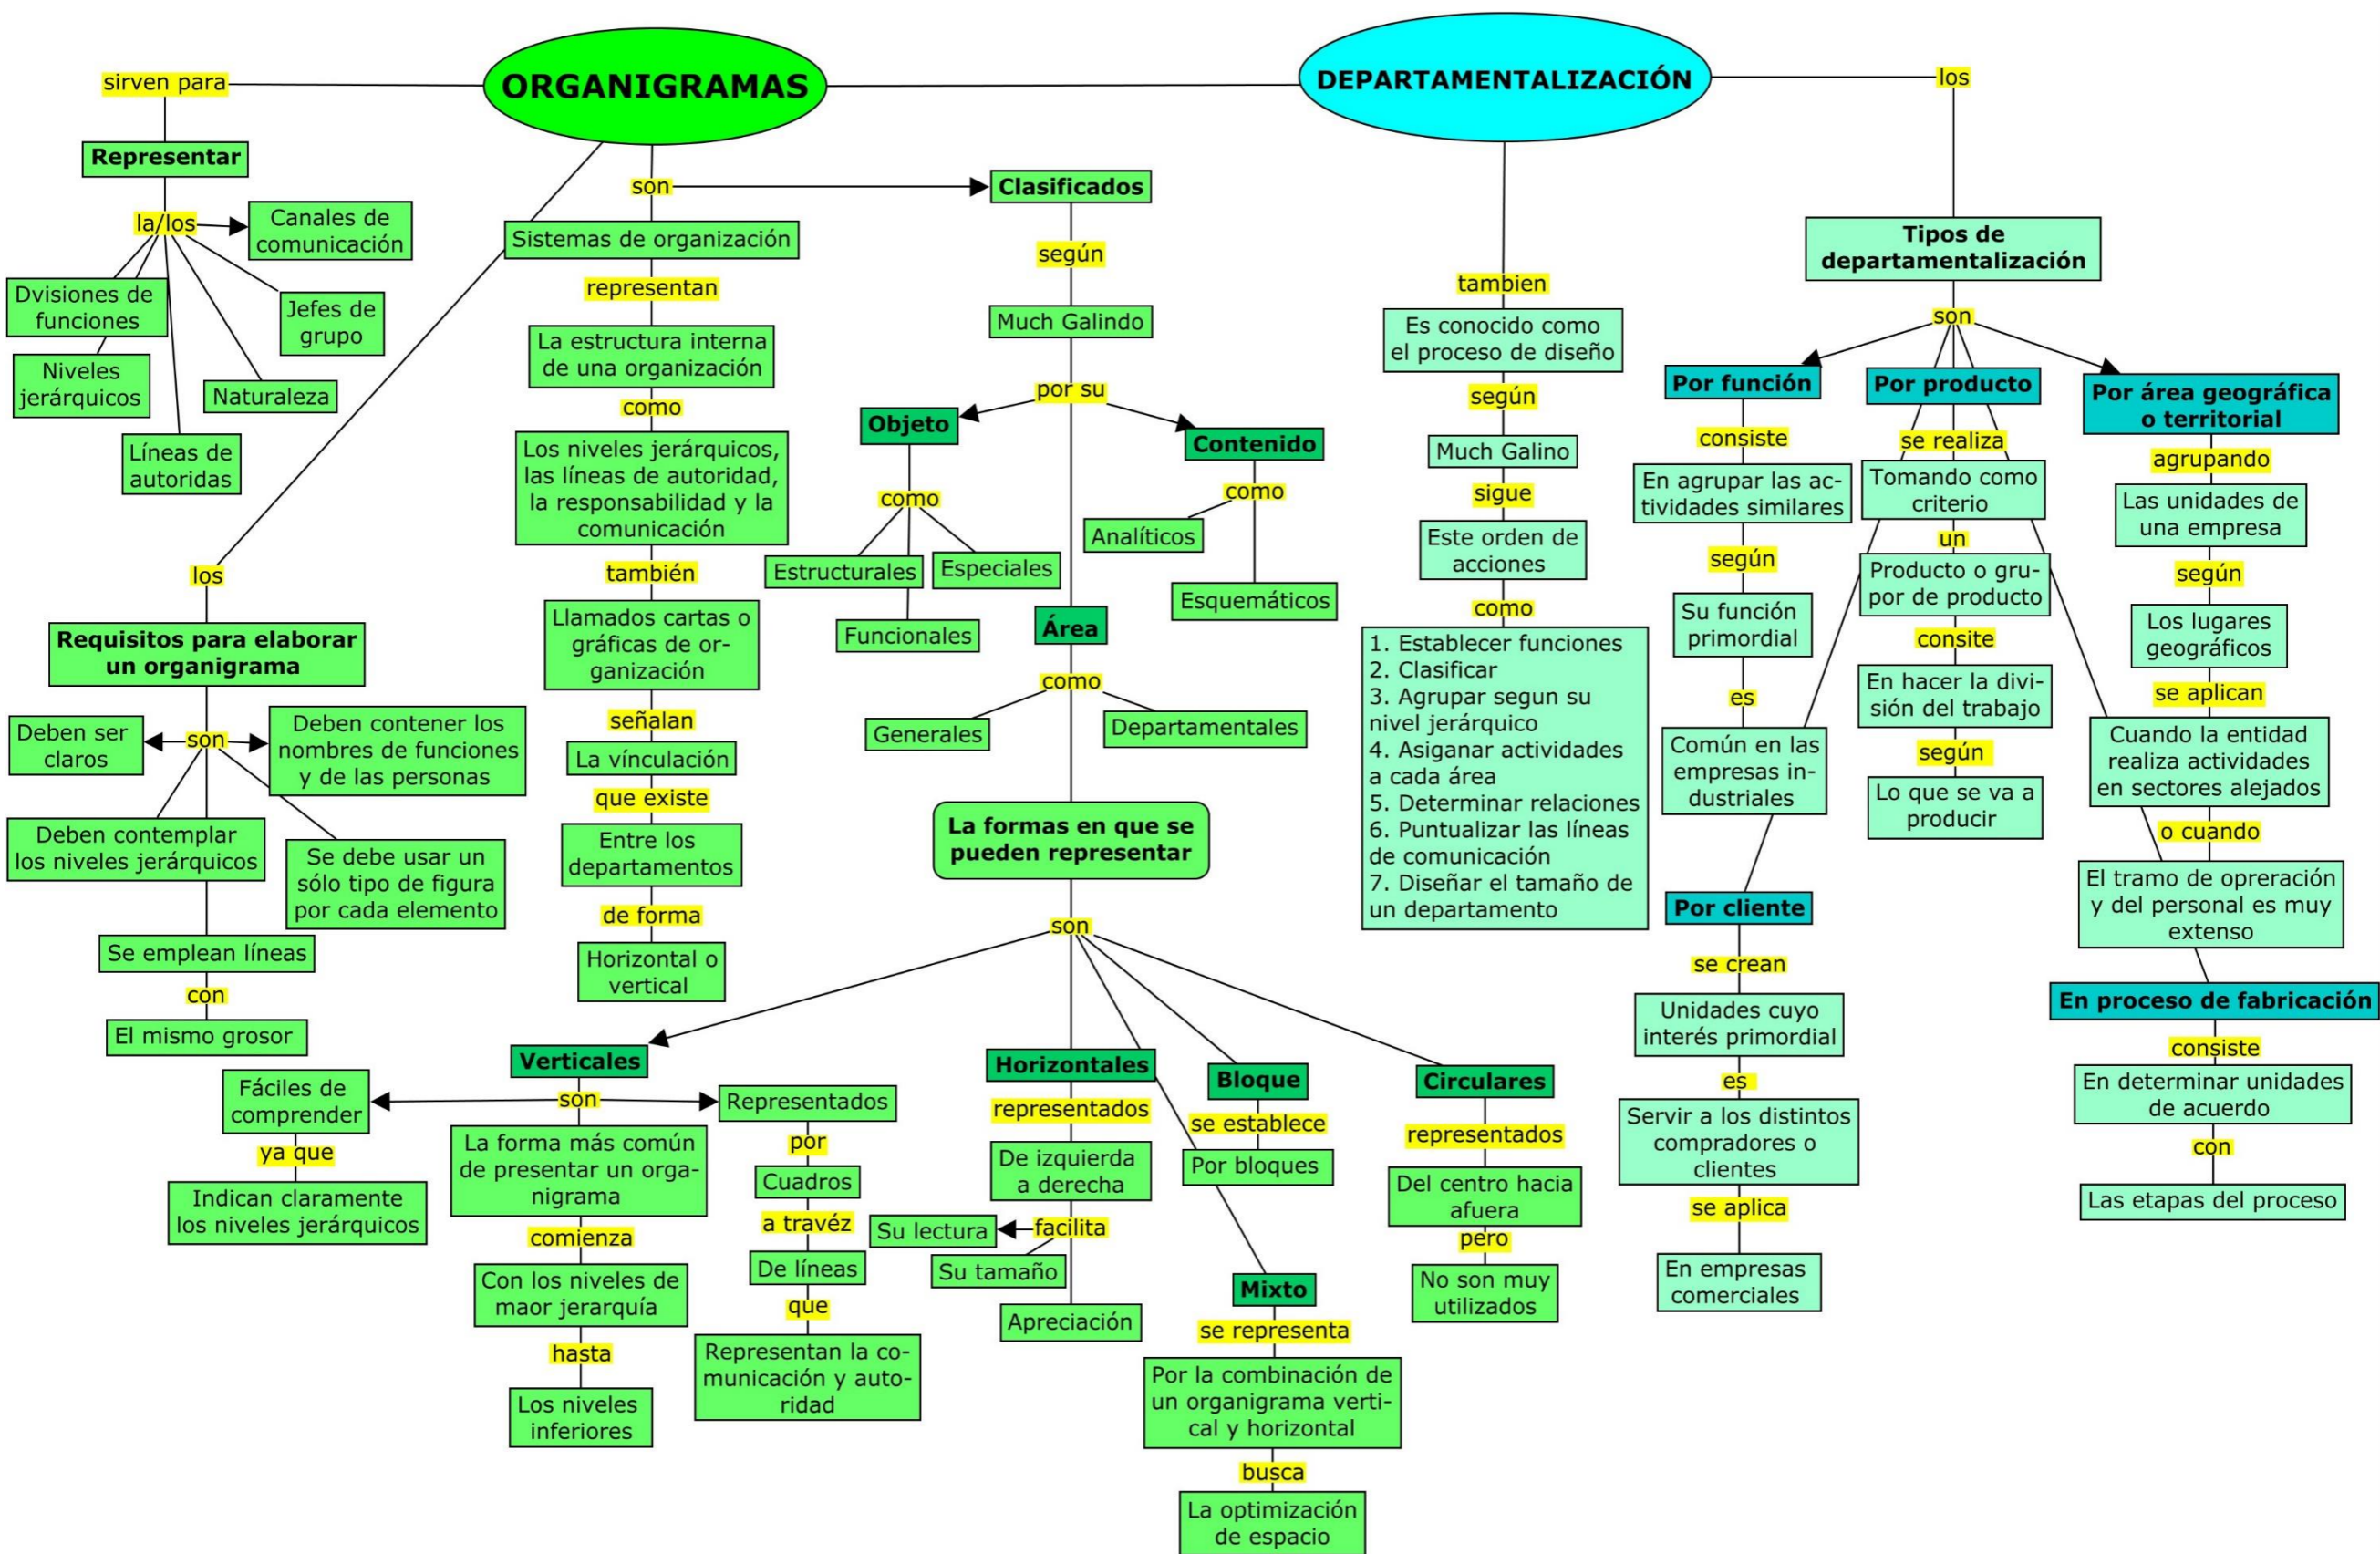 ORGANIGRAMAS
DEPARTAMENTALIZACIÓN
sirven para
Representar
la/los
Canales de
comunicación
Dvisiones de
funciones
Jefes de
grupo
Niveles
jerárquicos
Naturaleza
Líneas de
autoridas
los
Requisitos para elaborar
un organigrama
son
Deben ser
claros
Deben contener los
nombres de funciones
y de las personas
Deben contemplar
los niveles jerárquicos
Se debe usar un
sólo tipo de figura
por cada elemento
Se emplean líneas
con
El mismo grosor
son
Sistemas de organización
representan
La estructura interna
de una organización
como
Los niveles jerárquicos,
las líneas de autoridad,
la responsabilidad y la
comunicación
también
Llamados cartas o
gráficas de or-
ganización
señalan
La vínculación
que existe
Entre los
departamentos
de forma
Horizontal o
vertical
Clasificados
según
Much Galindo
por su
Objeto
como
Estructurales
Especiales
Funcionales
Contenido
como
Analíticos
Esquemáticos
Área
como
Generales
Departamentales
La formas en que se
pueden representar
son
Verticales
son
Fáciles de
comprender
ya que
Indican claramente
los niveles jerárquicos
La forma más común
de presentar un orga-
nigrama
comienza
Con los niveles de
maor jerarquía
hasta
Los niveles
inferiores
Representados
por
Cuadros
a travéz
De líneas
que
Representan la co-
municación y auto-
ridad
Horizontales
representados
De izquierda
a derecha
facilita
Su lectura
Su tamaño
Apreciación
Bloque
se establece
Por bloques
Mixto
se representa
Por la combinación de
un organigrama verti-
cal y horizontal
busca
La optimización
de espacio
Circulares
representados
Del centro hacia
afuera
pero
No son muy
utilizados
tambien
Es conocido como
el proceso de diseño
según
Much Galino
sigue
Este orden de
acciones
como
1. Establecer funciones
2. Clasificar
3. Agrupar segun su
nivel jerárquico
4. Asiganar actividades
a cada área
5. Determinar relaciones
6. Puntualizar las líneas
de comunicación
7. Diseñar el tamaño de
un departamento
los
Tipos de
departamentalización
son
Por función
consiste
En agrupar las ac-
tividades similares
según
Su función
primordial
es
Común en las
empresas in-
dustriales
Por producto
se realiza
Tomando como
criterio
un
Producto o gru-
por de producto
consite
En hacer la divi-
sión del trabajo
según
Lo que se va a
producir
Por área geográfica
o territorial
agrupando
Las unidades de
una empresa
según
Los lugares
geográficos
se aplican
Cuando la entidad
realiza actividades
en sectores alejados
o cuando
El tramo de opreración
y del personal es muy
extenso
Por cliente
se crean
Unidades cuyo
interés primordial
es
Servir a los distintos
compradores o
clientes
se aplica
En empresas
comerciales
En proceso de fabricación
consiste
En determinar unidades
de acuerdo
con
Las etapas del proceso